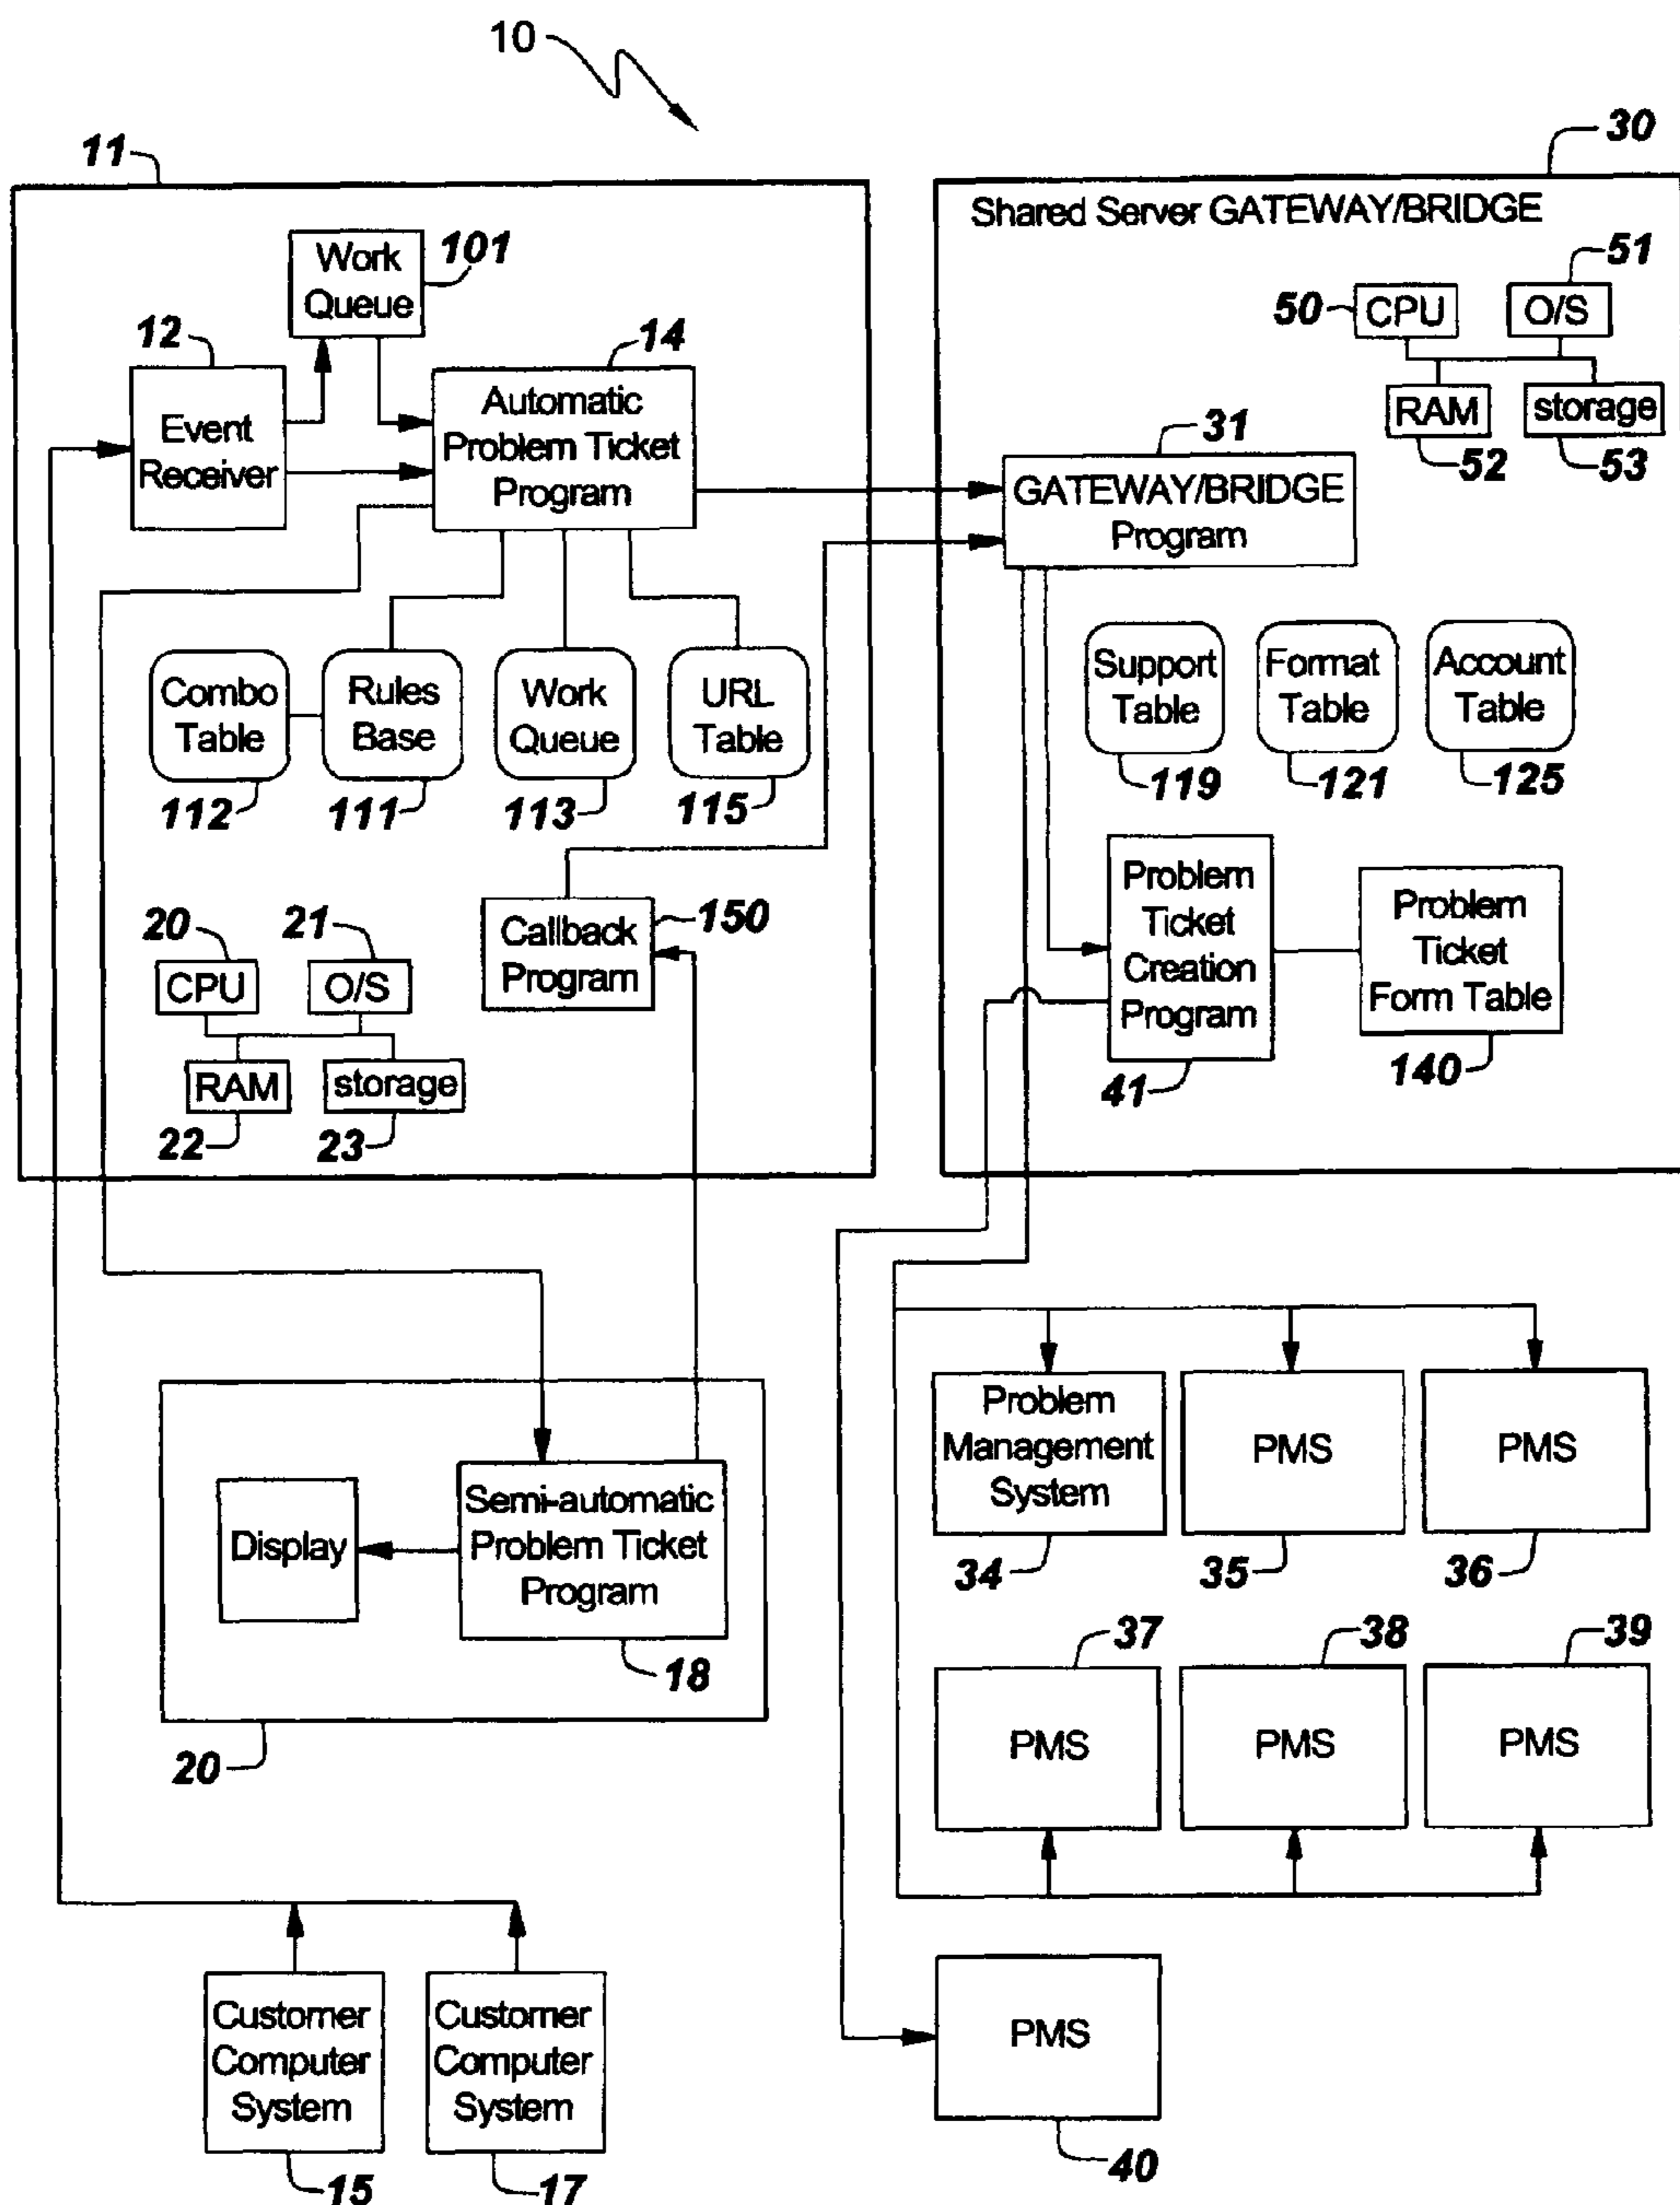 10
11
30
Shared Server GATEWAY/BRIDGE
Work
Queue
101
12
Event
Receiver
14
Automatic
Problem Ticket
Program
51
50
CPU
O/S
RAM
storage
52
53
31
GATEWAY/BRIDGE
Program
Combo
Table
112
Rules
Base
111
Work
Queue
113
URL
Table
115
Support
Table
119
Format
Table
121
Account
Table
125
20
21
CPU
O/S
RAM
storage
22
23
Callback
Program
150
Problem
Ticket
Creation
Program
41
Problem
Ticket
Form Table
140
Display
Semi-automatic
Problem Ticket
Program
18
20
Problem
Management
System
34
PMS
35
PMS
36
37
PMS
38
PMS
39
PMS
Customer
Computer
System
15
Customer
Computer
System
17
PMS
40